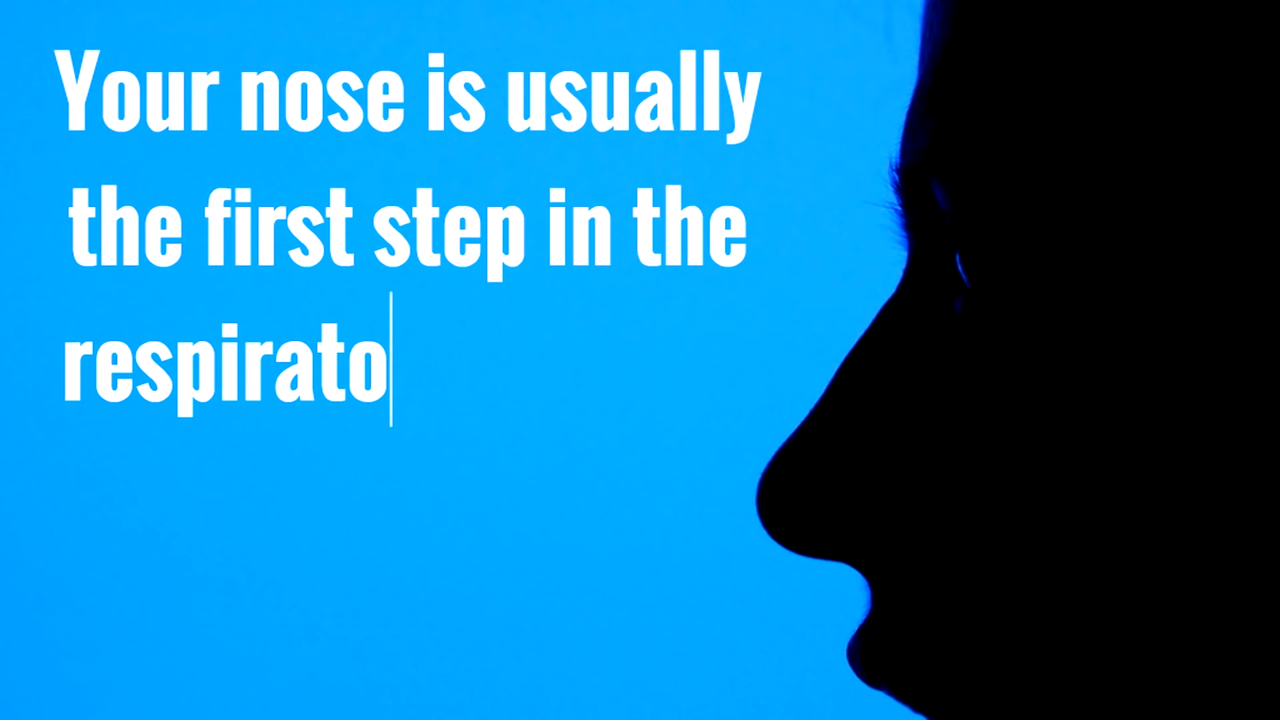 Your nose is usually
the first step in the
respirato